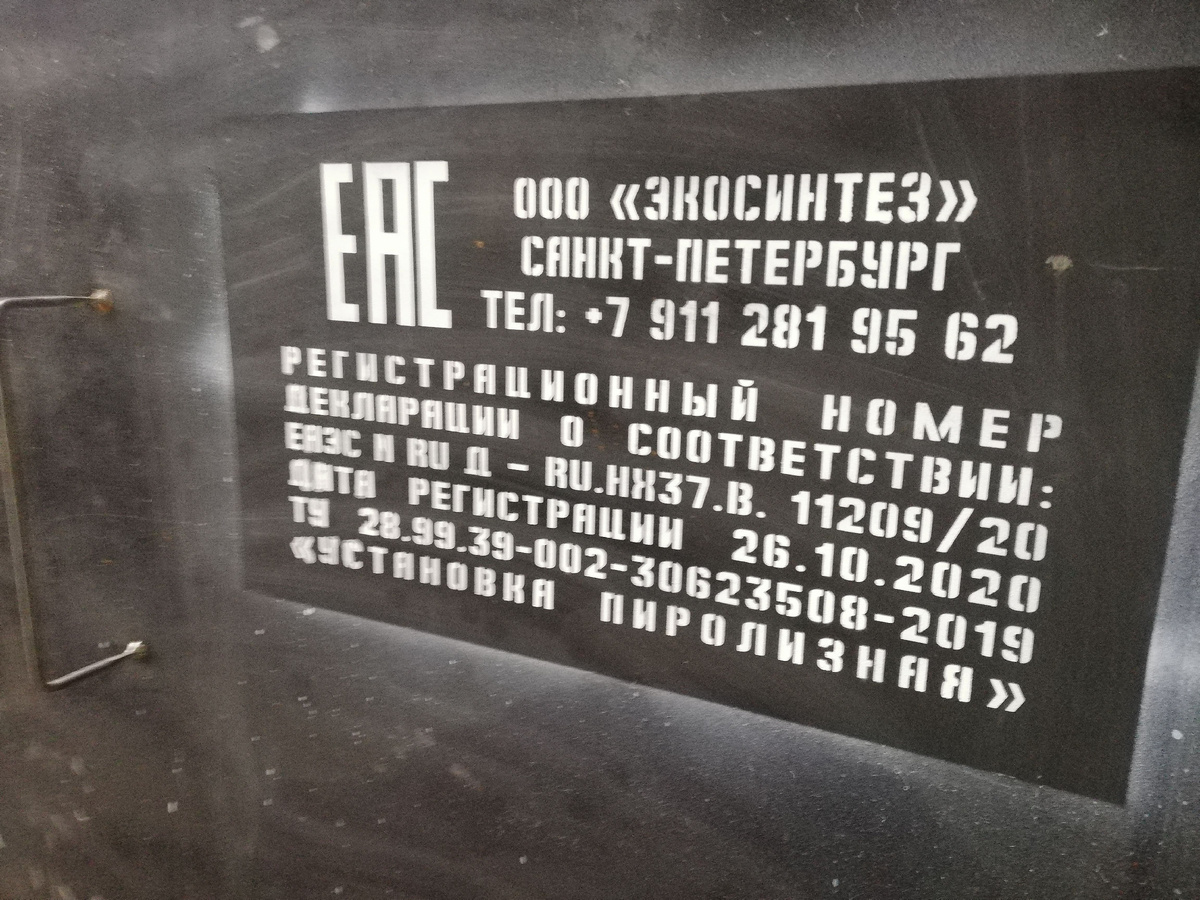 ЕАС
ООО «ЭКОСИНТЕЗ»
САНКТ-ПЕТЕРБУРГ
ТЕЛ: +7 911 281 95 62
РЕГИСТРАЦИОННЫЙ НОМЕР
ДЕКЛАРАЦИИ О СООТВЕТСТВИИ:
ЕАЭС N RU Д – RU.НХ37.В. 11209/20
ДАТА РЕГИСТРАЦИИ 26.10.2020
ТУ 28.99.39-002-30623508-2019
«УСТАНОВКА ПИРОЛИЗНАЯ»